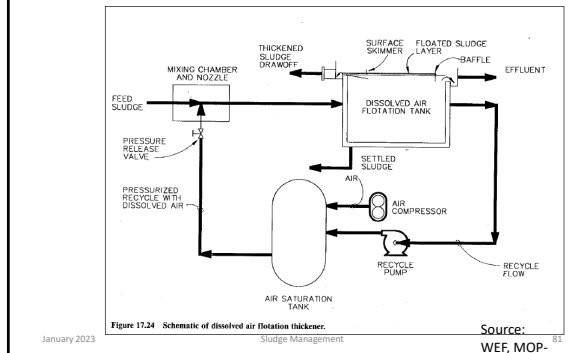 THICKENED
SLUDGE
DRAWOFF
SURFACE
SKIMMER
FLOATED SLUDGE
LAYER
BAFFLE
EFFLUENT
MIXING CHAMBER
AND NOZZLE
FEED
SLUDGE
DISSOLVED AIR
FLOTATION TANK
PRESSURE
RELEASE
VALVE
SETTLED
SLUDGE
AIR
AIR
COMPRESSOR
PRESSURIZED
RECYCLE WITH
DISSOLVED AIR
RECYCLE
PUMP
RECYCLE
FLOW
AIR SATURATION
TANK
Figure 17.24 Schematic of dissolved air flotation thickener.
January 2023
Sludge Management
Source:
WEF, MOP-
81